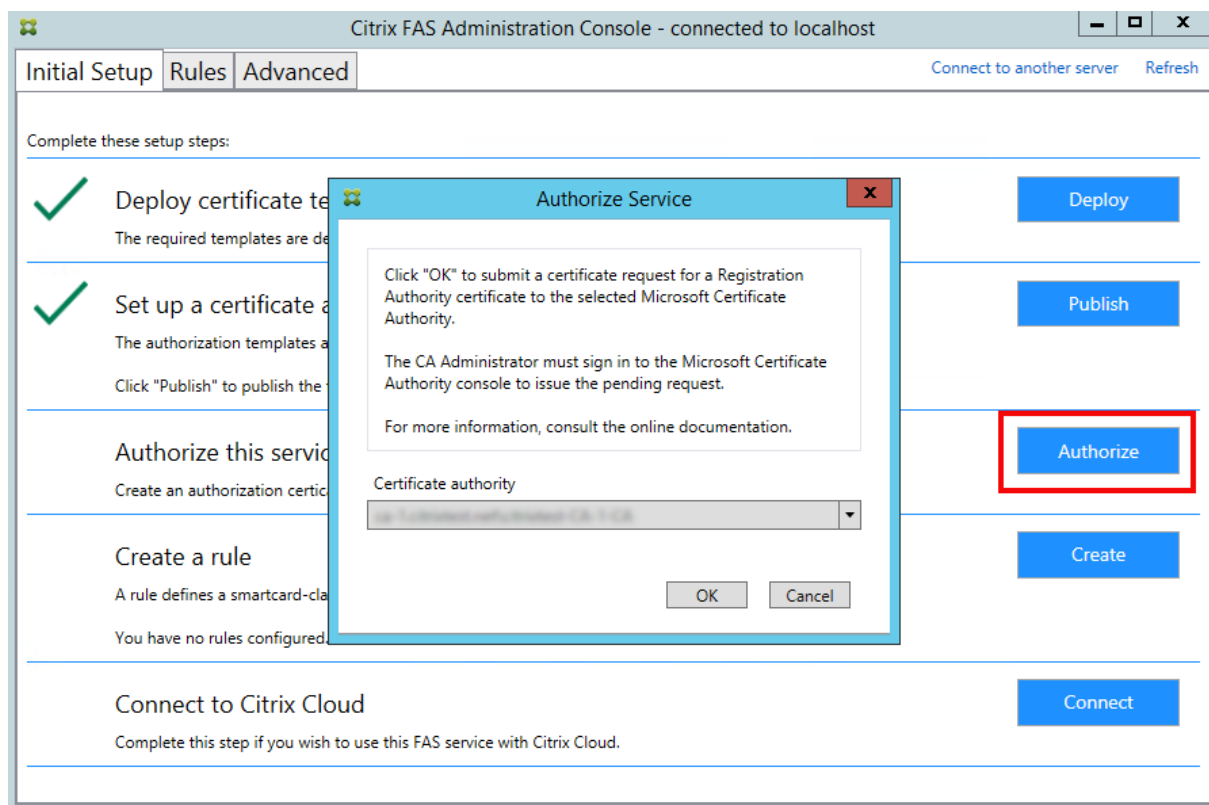 Citrix FAS Administration Console - connected to localhost
Initial Setup Rules Advanced
Connect to another server Refresh
Complete these setup steps:
Deploy certificate te
Deploy
The required templates are de
Set up a certificate a
Publish
The authorization templates a
Click "Publish" to publish the
Authorize this servic
Authorize
Create an authorization certic
Create a rule
Create
A rule defines a smartcard-cla
You have no rules configured.
Connect to Citrix Cloud
Connect
Complete this step if you wish to use this FAS service with Citrix Cloud.
Authorize Service
Click "OK" to submit a certificate request for a Registration
Authority certificate to the selected Microsoft Certificate
Authority.
The CA Administrator must sign in to the Microsoft Certificate
Authority console to issue the pending request.
For more information, consult the online documentation.
Certificate authority
OK Cancel